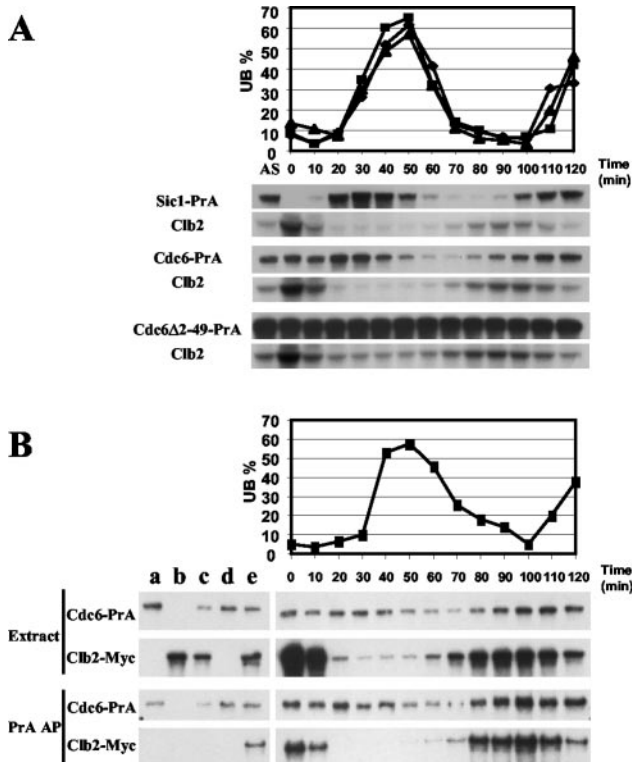 A
UB %
70
60
50
40
30
20
10
0
AS 0 10 20 30 40 50 60 70 80 90 100 110 120 Time (min)
Sic1-PrA
Clb2
Cdc6-PrA
Clb2
Cdc6Δ2-49-PrA
Clb2
B
UB %
70
60
50
40
30
20
10
0
a b c d e 0 10 20 30 40 50 60 70 80 90 100 110 120 Time (min)
Extract
Cdc6-PrA
Clb2-Myc
PrA AP
Cdc6-PrA
Clb2-Myc